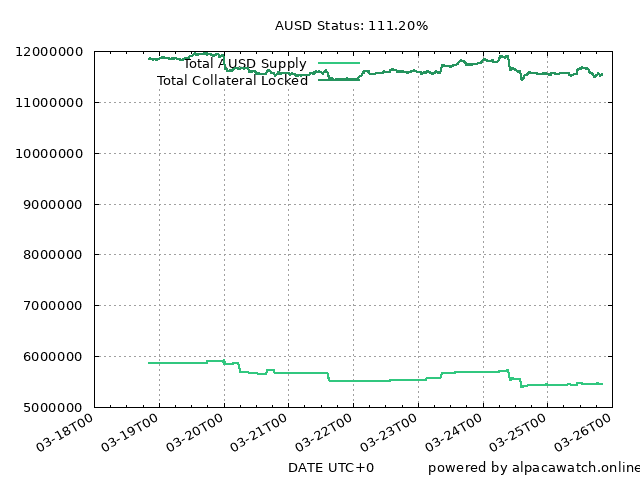 AUSD Status: 111.20%
12000000
11000000
10000000
9000000
8000000
7000000
6000000
5000000
Total AUSD Supply
Total Collateral Locked
03-18T00
03-19T00
03-20T00
03-21T00
03-22T00
03-23T00
03-24T00
03-25T00
03-26T00
DATE UTC+0
powered by alpacawatch.online